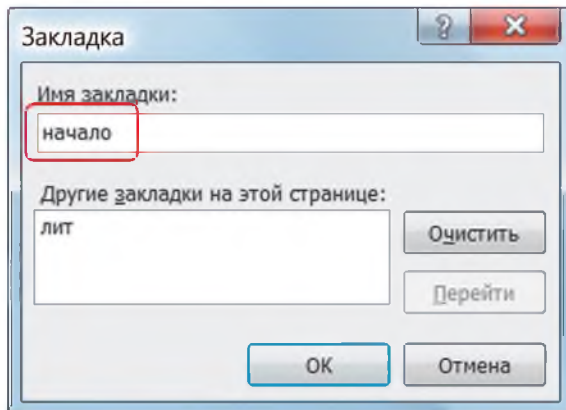 Закладка
Имя закладки:
начало
Другие закладки на этой странице:
лит
Очистить
Перейти
ОК
Отмена